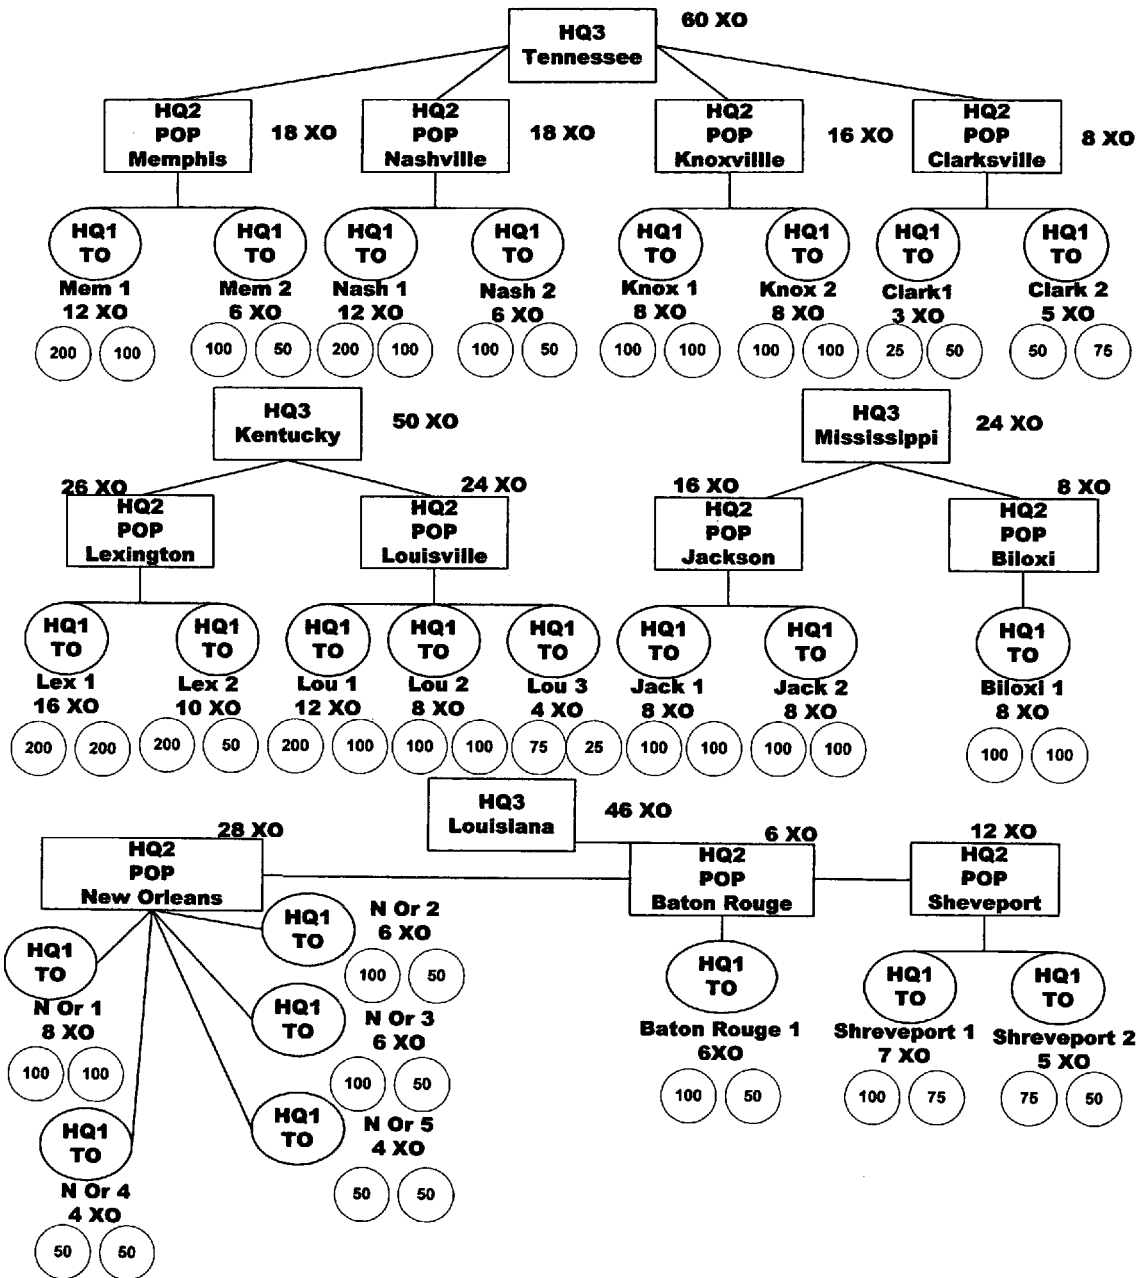 HQ3
Tennessee
60 XO
HQ2
POP
Memphis
18 XO
HQ2
POP
Nashville
18 XO
HQ2
POP
Knoxvillle
16 XO
HQ2
POP
Clarksville
8 XO
HQ1
TO
Mem 1
12 XO
200 100
HQ1
TO
Mem 2
6 XO
100 50
HQ1
TO
Nash 1
12 XO
200 100
HQ1
TO
Nash 2
6 XO
100 50
HQ1
TO
Knox 1
8 XO
100 100
HQ1
TO
Knox 2
8 XO
100 100
HQ1
TO
Clark1
3 XO
25 50
HQ1
TO
Clark 2
5 XO
50 75
HQ3
Kentucky
50 XO
26 XO
HQ2
POP
Lexington
24 XO
HQ2
POP
Louisville
HQ1
TO
Lex 1
16 XO
200 200
HQ1
TO
Lex 2
10 XO
200 50
HQ1
TO
Lou 1
12 XO
200 100
HQ1
TO
Lou 2
8 XO
100 100
HQ1
TO
Lou 3
4 XO
75 25
HQ3
Mississippi
24 XO
16 XO
HQ2
POP
Jackson
8 XO
HQ2
POP
Biloxi
HQ1
TO
Jack 1
8 XO
100 100
HQ1
TO
Jack 2
8 XO
100 100
HQ1
TO
Biloxi 1
8 XO
100 100
HQ3
Louisiana
46 XO
28 XO
HQ2
POP
New Orleans
6 XO
HQ2
POP
Baton Rouge
12 XO
HQ2
POP
Sheveport
HQ1
TO
N Or 1
8 XO
100 100
HQ1
TO
N Or 2
6 XO
100 50
HQ1
TO
N Or 3
6 XO
100 50
HQ1
TO
N Or 4
4 XO
50 50
HQ1
TO
N Or 5
4 XO
50 50
HQ1
TO
Baton Rouge 1
6XO
100 50
HQ1
TO
Shreveport 1
7 XO
100 75
HQ1
TO
Shreveport 2
5 XO
75 50